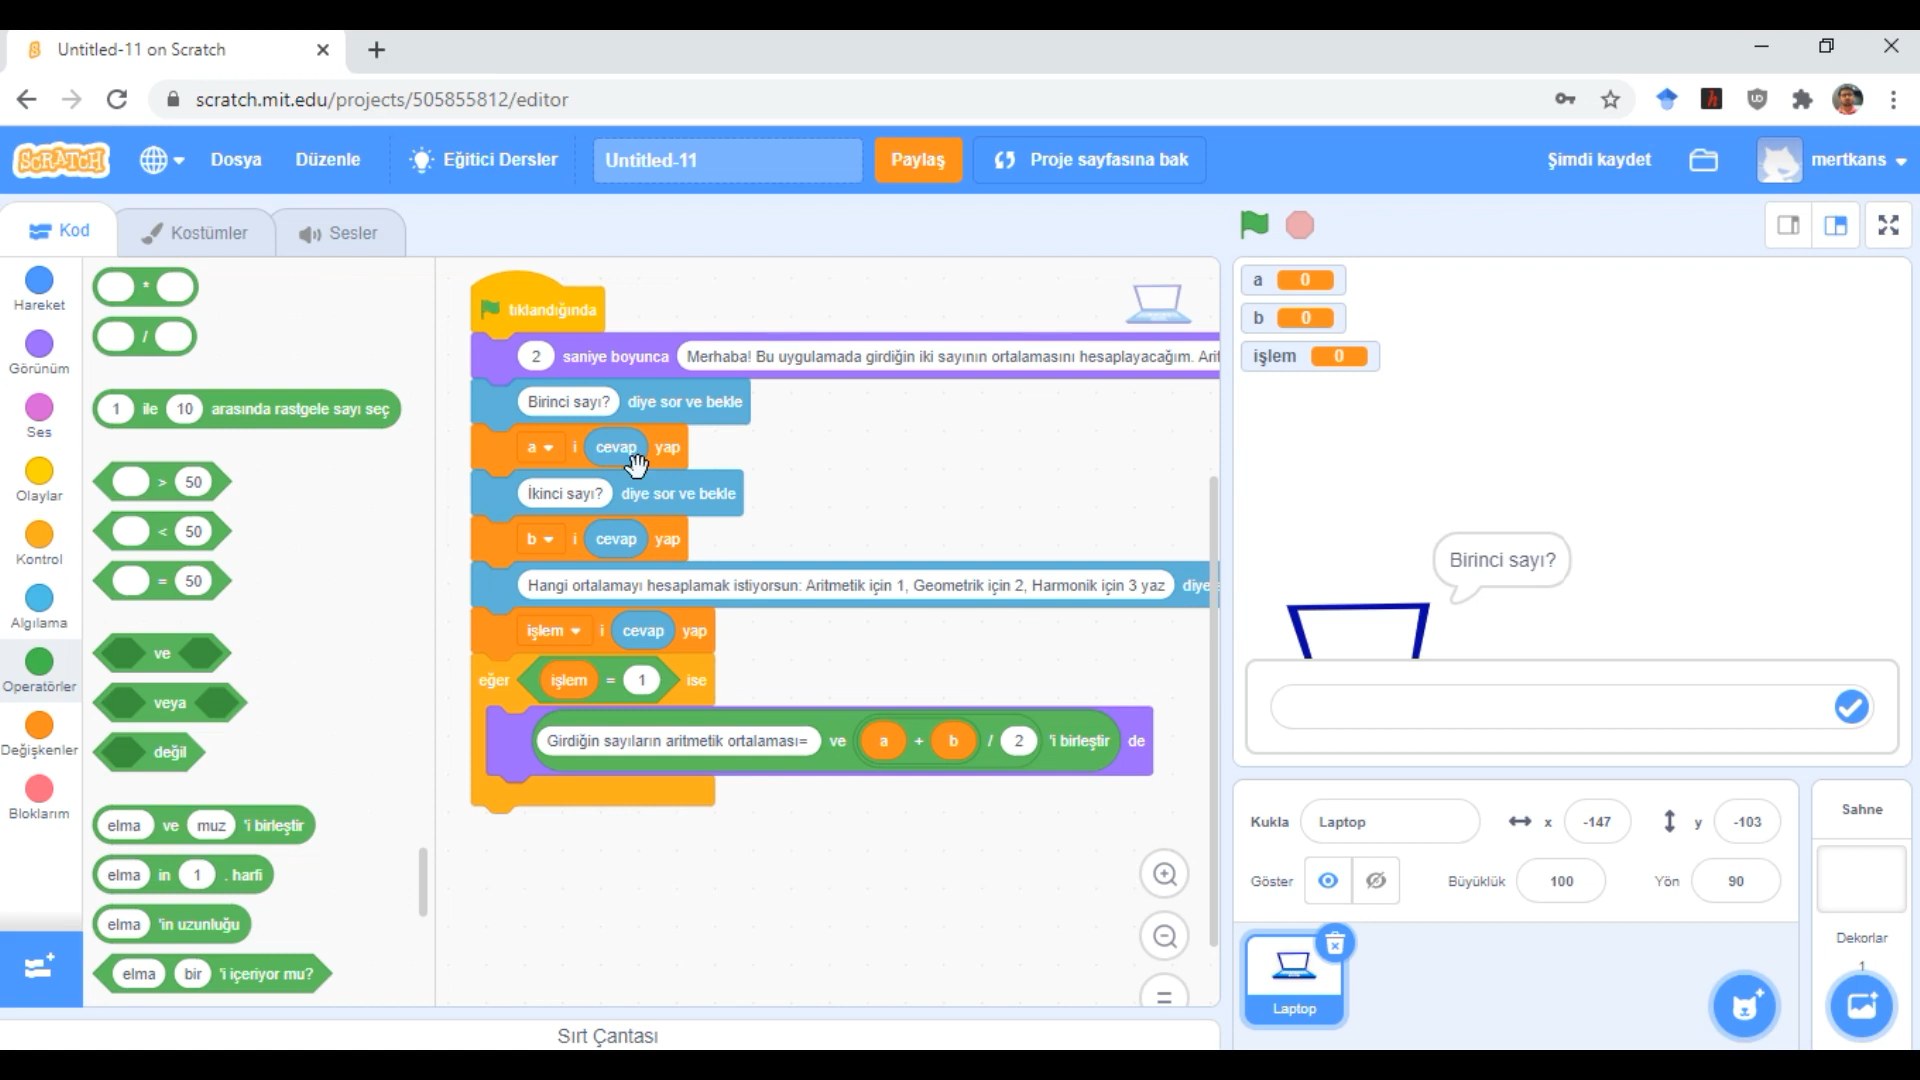 Untitled-11 on Scratch
scratch.mit.edu/projects/505855812/editor
SCRATCH
Dosya
Düzenle
Eğitici Dersler
Untitled-11
Paylaş
Proje sayfasına bak
Şimdi kaydet
mertkans
Kod
Kostümler
Sesler
Hareket
Görünüm
Ses
Olaylar
Kontrol
Algılama
Operatörler
Değişkenler
Bloklarım
*
/
1 ile 10 arasında rastgele sayı seç
> 50
< 50
= 50
ve
veya
değil
elma ve muz 'i birleştir
elma in 1 . harfi
elma 'in uzunluğu
elma bir 'i içeriyor mu?
tıklandığında
2 saniye boyunca Merhaba! Bu uygulamada girdiğin iki sayının ortalamasını hesaplayacağım. Arit
Birinci sayı? diye sor ve bekle
a i cevap yap
İkinci sayı? diye sor ve bekle
b i cevap yap
Hangi ortalamayı hesaplamak istiyorsun: Aritmetik için 1, Geometrik için 2, Harmonik için 3 yaz diye
işlem i cevap yap
eğer işlem = 1 ise
Girdiğin sayıların aritmetik ortalaması= ve a + b / 2 'i birleştir de
Sırt Çantası
a 0
b 0
işlem 0
Birinci sayı?
Kukla Laptop x -147 y -103
Göster Büyüklük 100 Yön 90
Laptop
Sahne
Dekorlar
1